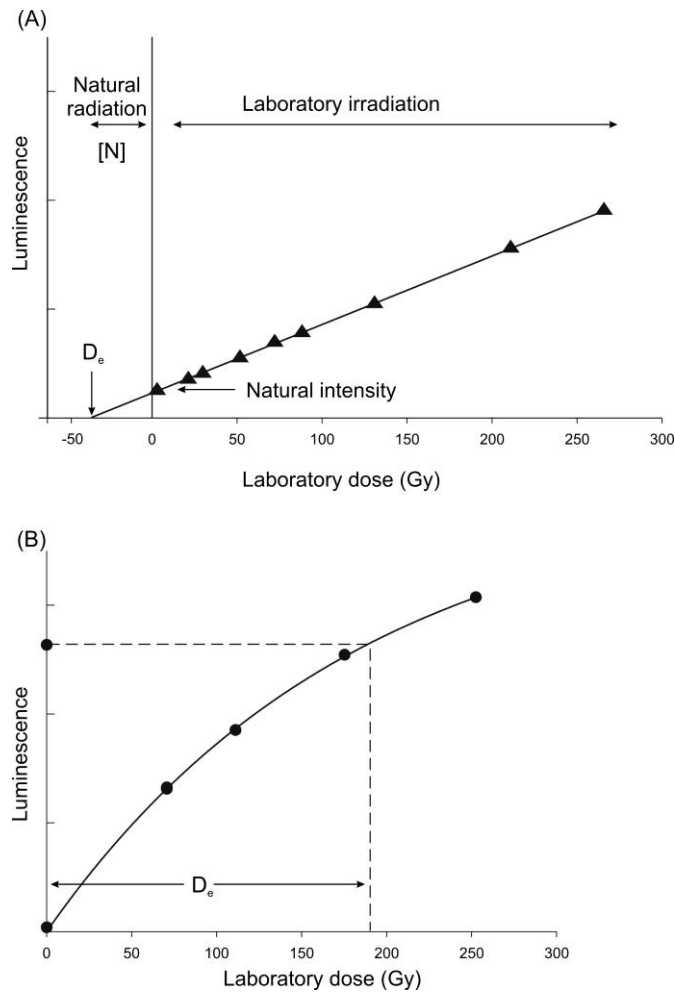 (A)
Natural
radiation
Laboratory irradiation
[N]
Luminescence
Dₑ
Natural intensity
-50 0 50 100 150 200 250 300
Laboratory dose (Gy)
(B)
Luminescence
Dₑ
0 50 100 150 200 250 300
Laboratory dose (Gy)